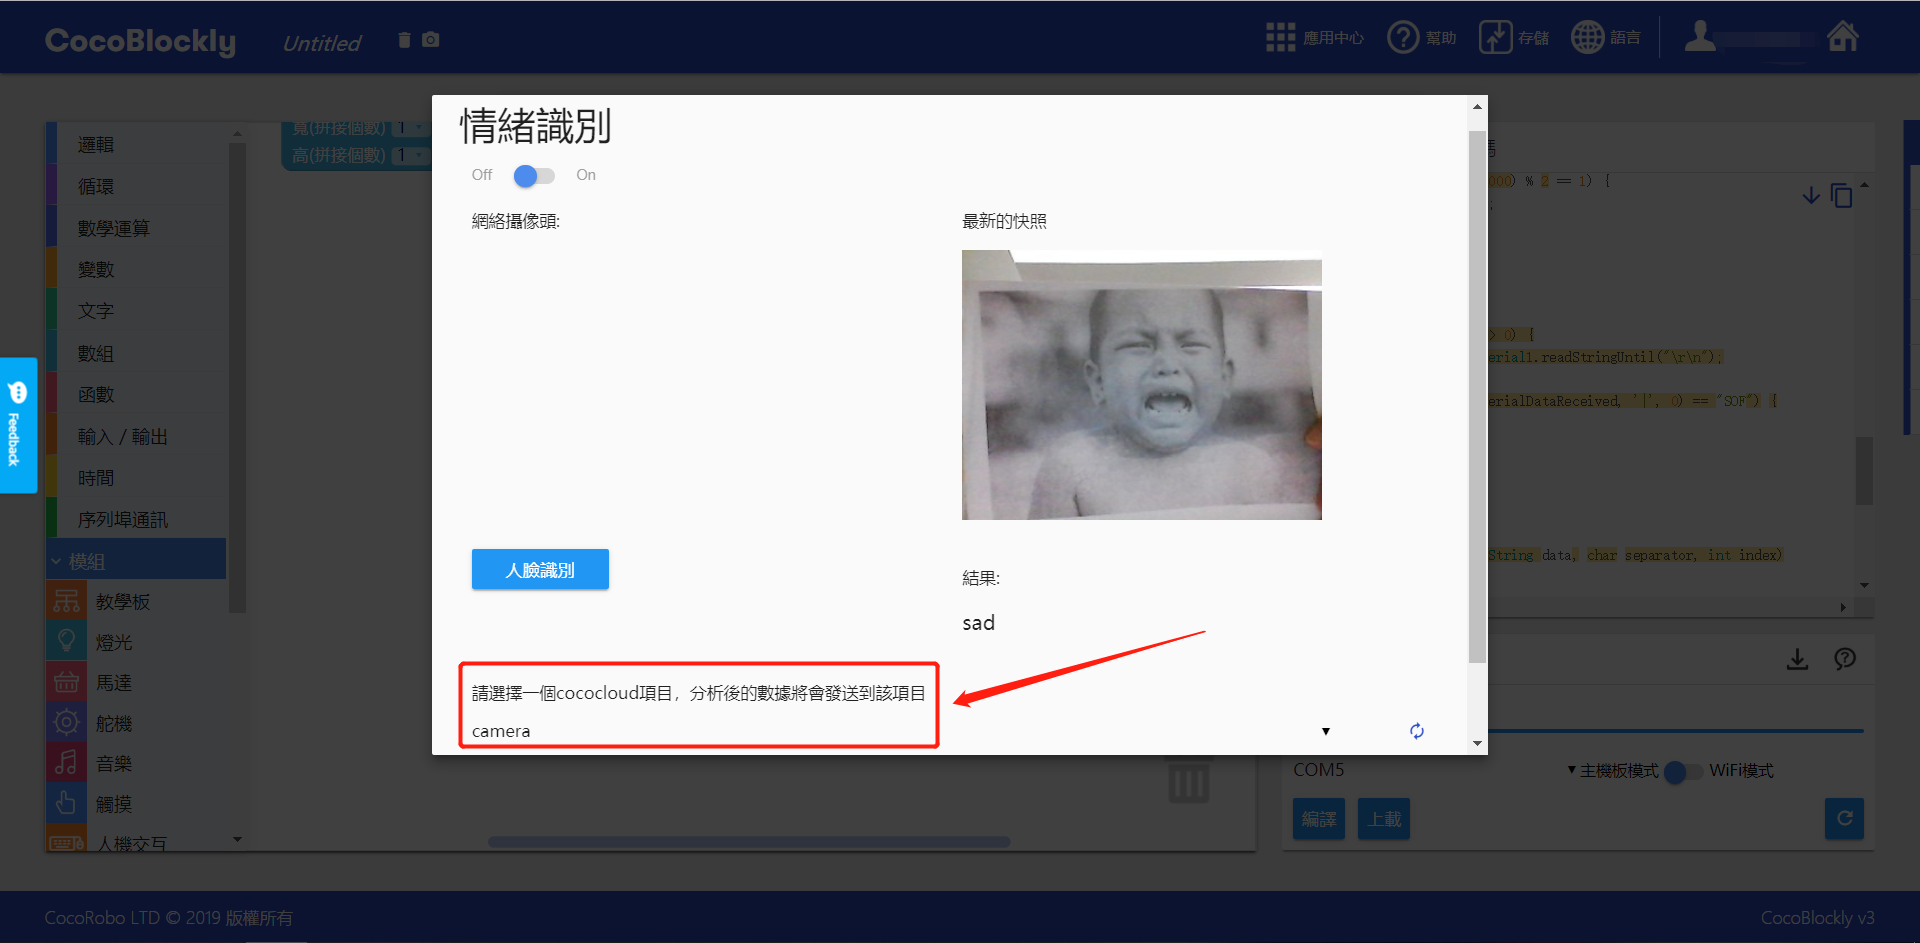 CocoBlockly
Untitled
應用中心
幫助
存儲
語言
邏輯
循環
數學運算
變數
文字
數組
函數
輸入 / 輸出
時間
序列埠通訊
模組
教學板
燈光
馬達
舵機
音樂
觸摸
人機交互
Feedback
寬(拼接個數) 1
高(拼接個數) 1
情緒識別
Off
On
網絡攝像頭:
最新的快照
人臉識別
結果:
sad
請選擇一個cococloud項目，分析後的數據將會發送到該項目
camera
000) % 2 == 1) {
;
> 0) {
erial1.readStringUntil("\r\n");
erialDataReceived, '|', 0) == "SOF") {
String data, char separator, int index)
COM5
主機板模式
WiFi模式
編譯
上載
CocoRobo LTD © 2019 版權所有
CocoBlockly v3